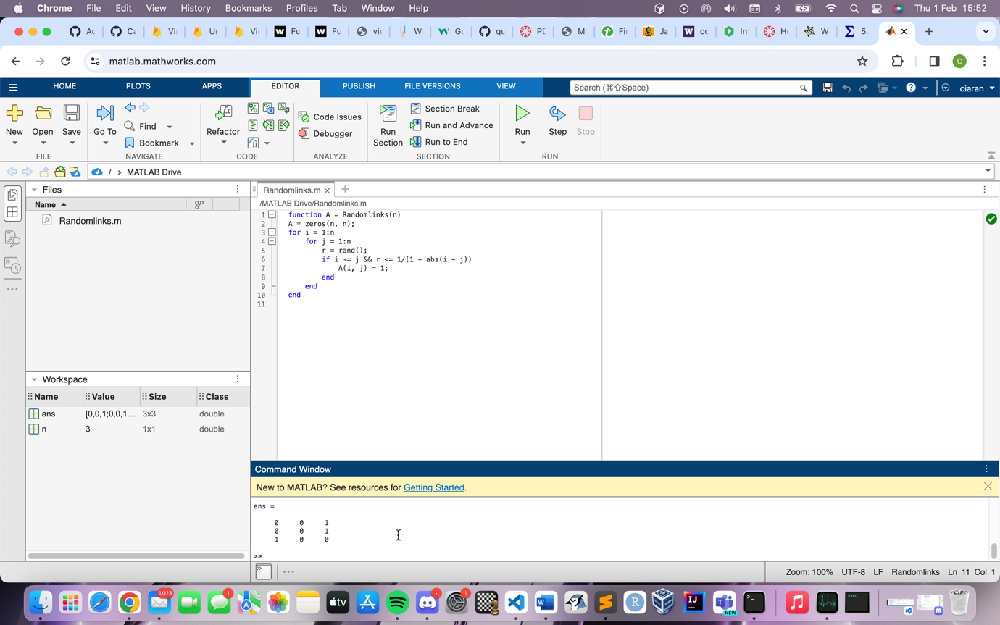 Chrome File Edit View History Bookmarks Profiles Tab Window Help Thu 1 Feb 15:52
Ac Ca Vi Ur Vi Fu Fu vie W Go qu PD Mi Fir Ja cc In Ho W 5.
matlab.mathworks.com C
HOME PLOTS APPS EDITOR PUBLISH FILE VERSIONS VIEW Search (⌘⇧Space) ciaran
New Open Save Go To Find Bookmark Refactor Code Issues Debugger Run Section Section Break Run and Advance Run to End Run Step Stop
FILE NAVIGATE CODE ANALYZE SECTION RUN
/ › MATLAB Drive
Files
Name
Randomlinks.m
Randomlinks.m
/MATLAB Drive/Randomlinks.m
1 function A = Randomlinks(n)
2 A = zeros(n, n);
3 for i = 1:n
4 for j = 1:n
5 r = rand();
6 if i ~= j && r <= 1/(1 + abs(i - j))
7 A(i, j) = 1;
8 end
9 end
10 end
11
Workspace
Name Value Size Class
ans [0,0,1;0,0,1... 3x3 double
n 3 1x1 double
Command Window
New to MATLAB? See resources for Getting Started.
ans =
0 0 1
0 0 1
1 0 0
>>
Zoom: 100% UTF-8 LF Randomlinks Ln 11 Col 1
1,023 1 tv 1 W R IJ NEW